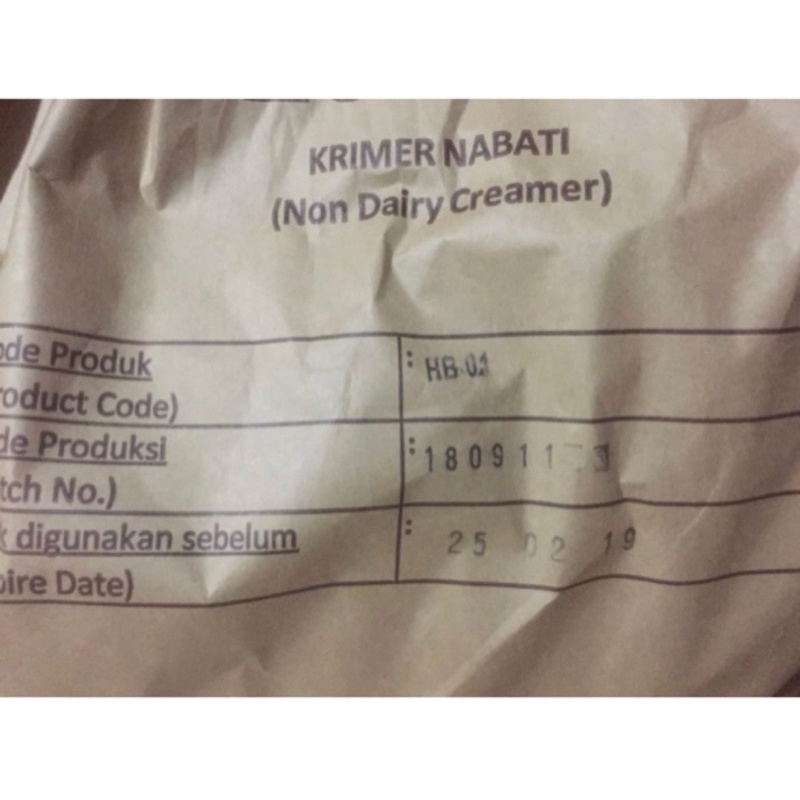 KRIMER NABATI
(Non Dairy Creamer)
ode Produk : HB-01
oduct Code)
de Produksi : 180911
tch No.)
k digunakan sebelum : 25 02 19
pire Date)